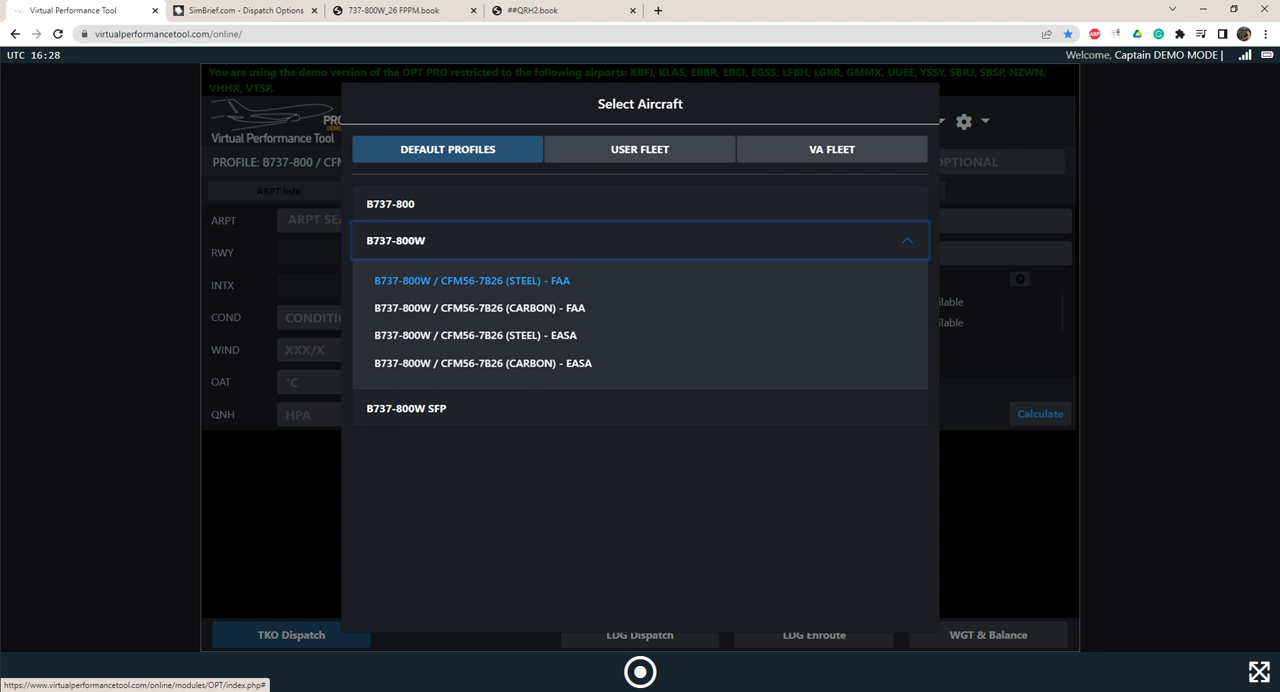 Virtual Performance Tool
SimBrief.com - Dispatch Options
737-800W_26 FPPM.book
##QRH2.book
virtualperformancetool.com/online/
UTC 16:28
Welcome, Captain DEMO MODE |
You are using the demo version of the OPT PRO restricted to the following airports: KBFI, KLAS, EBBR, EBCI, EGSS, LFBH, LGKR, GMMX, UUEE, YSSY, SBRJ, SBSP, NZWN,
VHHX, VTSP.
Select Aircraft
PRO
Virtual Performance Tool
DEFAULT PROFILES
USER FLEET
VA FLEET
PROFILE: B737-800 / CFM
OPTIONAL
ARPT Info
B737-800
ARPT
ARPT SEA
B737-800W
RWY
B737-800W / CFM56-7B26 (STEEL) - FAA
INTX
B737-800W / CFM56-7B26 (CARBON) - FAA
ilable
COND
CONDITI
ilable
B737-800W / CFM56-7B26 (STEEL) - EASA
WIND
XXX/X
B737-800W / CFM56-7B26 (CARBON) - EASA
OAT
°C
B737-800W SFP
QNH
HPA
Calculate
TKO Dispatch
LDG Dispatch
LDG Enroute
WGT & Balance
https://www.virtualperformancetool.com/online/modules/OPT/index.php#